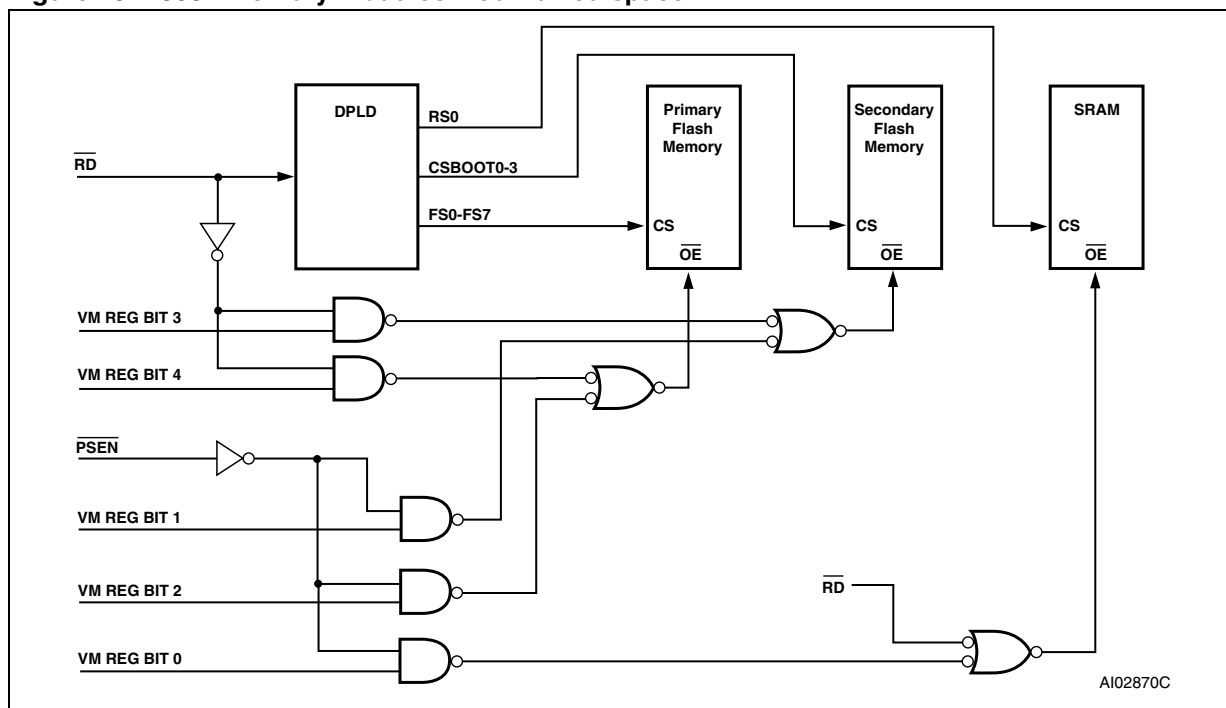 DPLD
RS0
CSBOOT0-3
FS0-FS7
Primary
Flash
Memory
CS
OE
Secondary
Flash
Memory
CS
OE
SRAM
CS
OE
RD
VM REG BIT 3
VM REG BIT 4
PSEN
VM REG BIT 1
VM REG BIT 2
RD
VM REG BIT 0
AI02870C